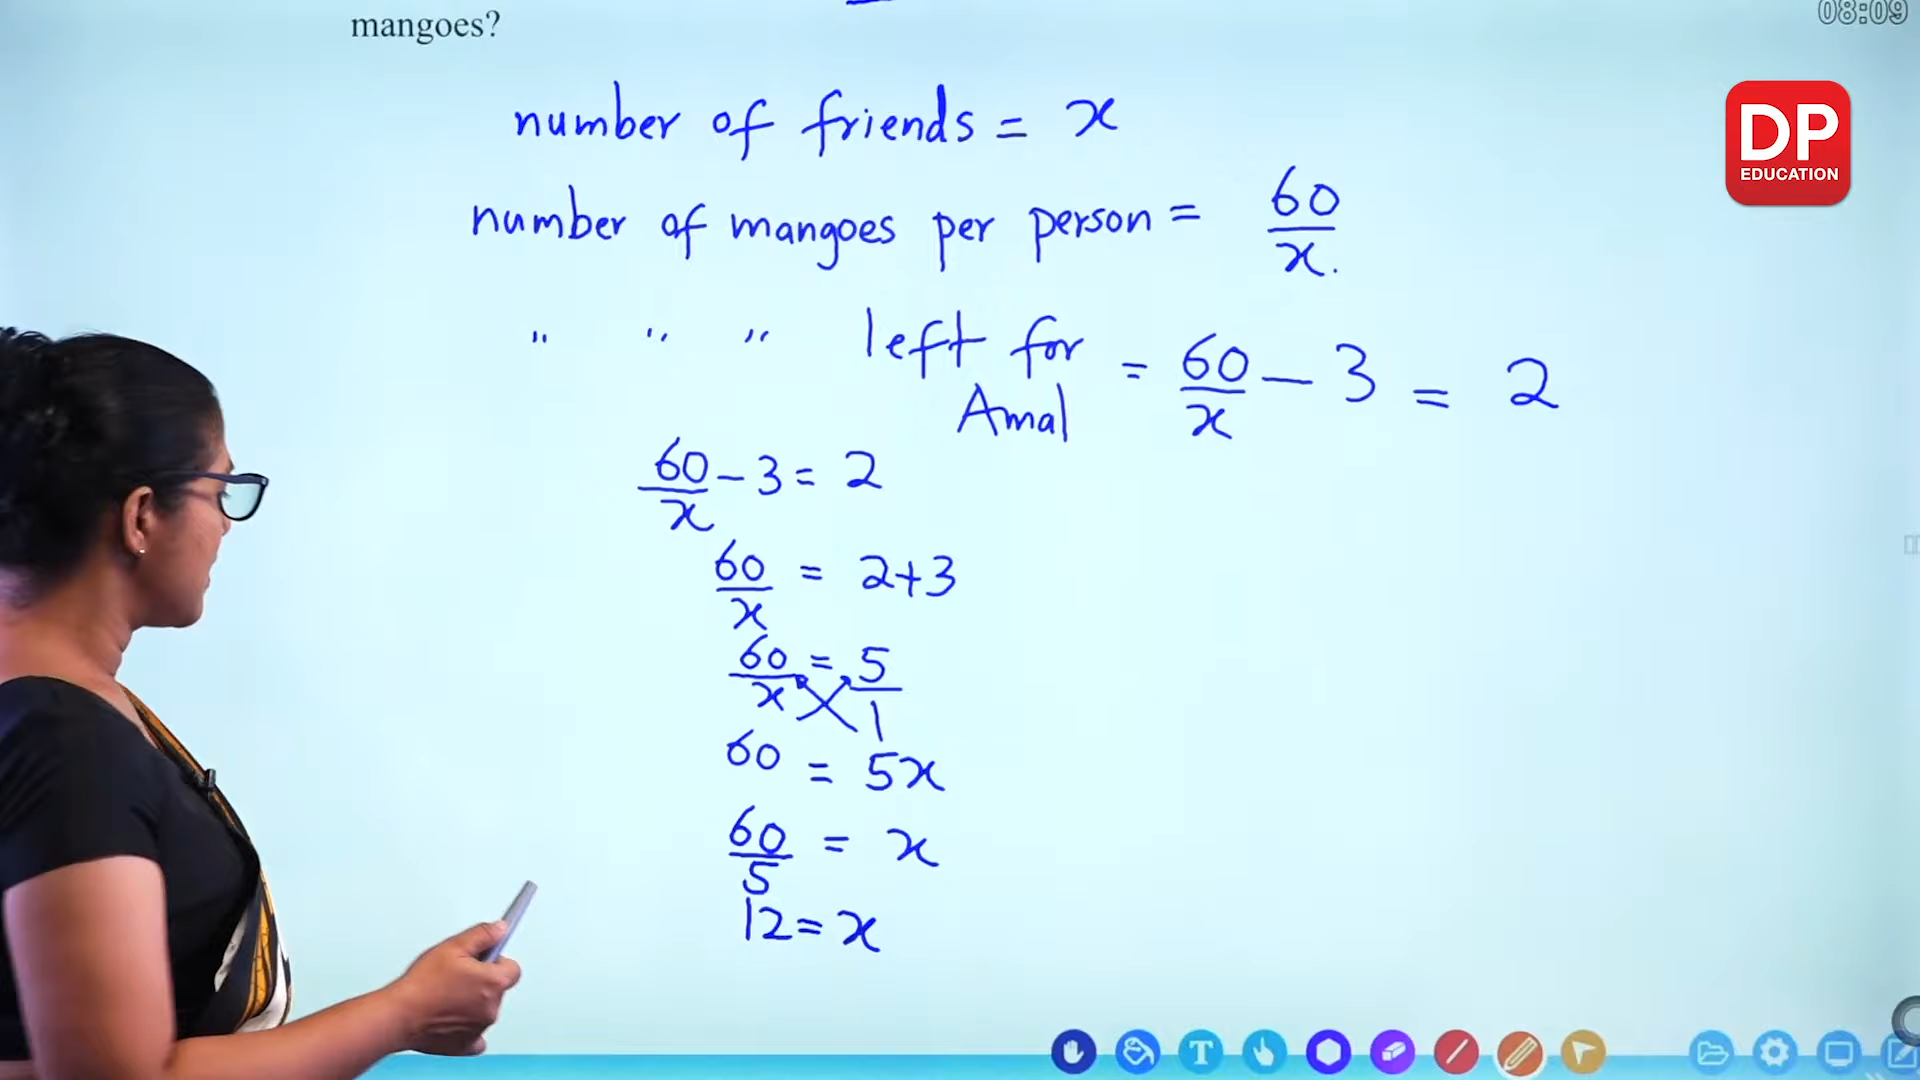 mangoes?
08:09
DP
EDUCATION
number of friends = x
number of mangoes per person = 60/x.
" " " left for Amal = 60/x - 3 = 2
60/x - 3 = 2
60/x = 2+3
60/x = 5/1
60 = 5x
60/5 = x
12 = x
T